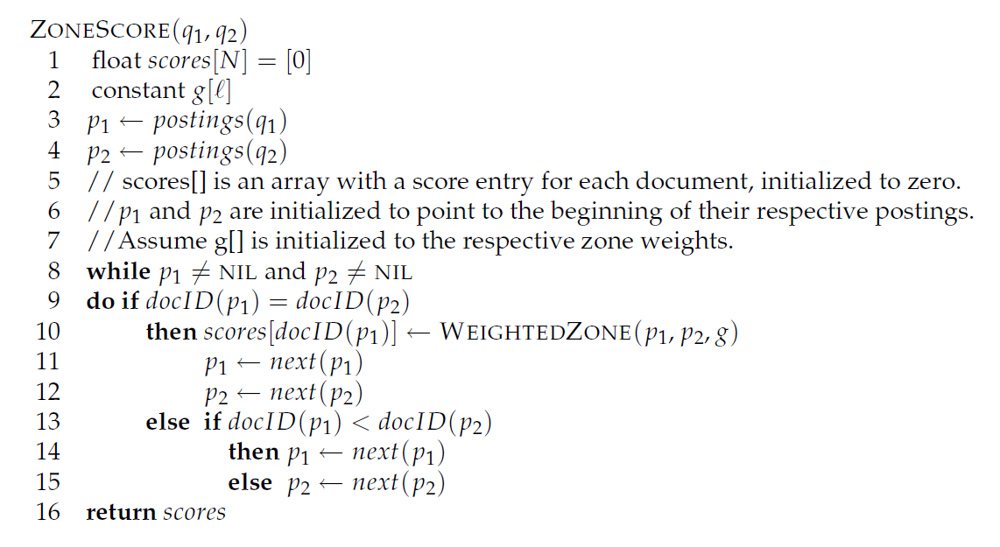 ZONESCORE(q1, q2)
1 float scores[N] = [0]
2 constant g[ℓ]
3 p1 ← postings(q1)
4 p2 ← postings(q2)
5 // scores[] is an array with a score entry for each document, initialized to zero.
6 //p1 and p2 are initialized to point to the beginning of their respective postings.
7 //Assume g[] is initialized to the respective zone weights.
8 while p1 ≠ NIL and p2 ≠ NIL
9 do if docID(p1) = docID(p2)
10 then scores[docID(p1)] ← WEIGHTEDZONE(p1, p2, g)
11 p1 ← next(p1)
12 p2 ← next(p2)
13 else if docID(p1) < docID(p2)
14 then p1 ← next(p1)
15 else p2 ← next(p2)
16 return scores